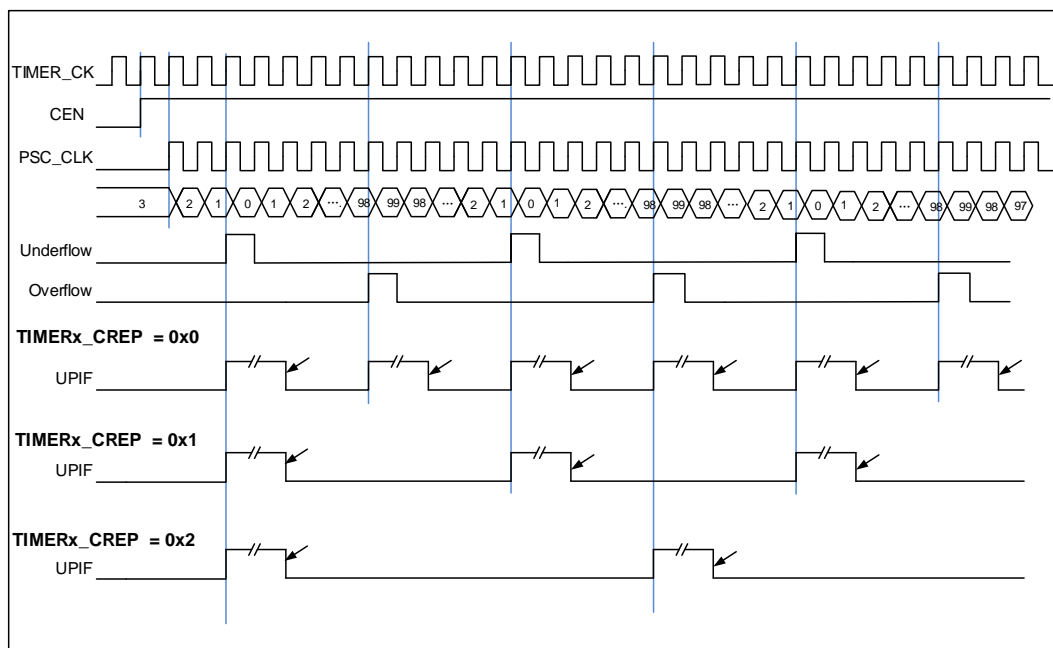 TIMER_CK
CEN
PSC_CLK
3 2 1 0 1 2 ... 98 99 98 ... 2 1 0 1 2 ... 98 99 98 ... 2 1 0 1 2 ... 98 99 98 97
Underflow
Overflow
TIMERx_CREP = 0x0
UPIF
TIMERx_CREP = 0x1
UPIF
TIMERx_CREP = 0x2
UPIF